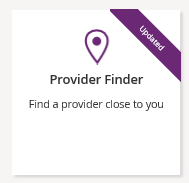 Updated
Provider Finder
Find a provider close to you